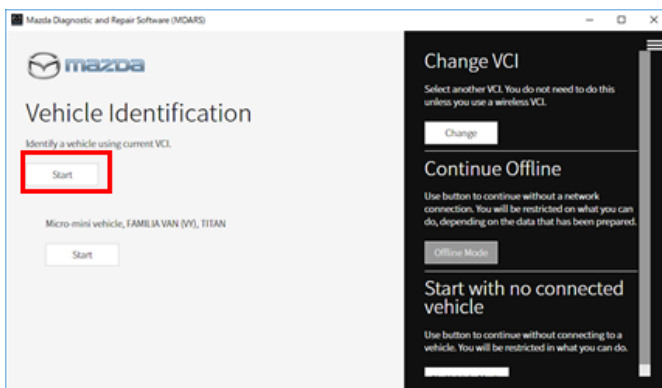 Mazda Diagnostic and Repair Software (MDARS)
mazda
Vehicle Identification
Identify a vehicle using current VCI.
Start
Micro-mini vehicle, FAMILIA VAN (VY), TITAN
Start
Change VCI
Select another VCI. You do not need to do this
unless you use a wireless VCI.
Change
Continue Offline
Use button to continue without a network
connection. You will be restricted on what you can
do, depending on the data that has been prepared.
Offline Mode
Start with no connected
vehicle
Use button to continue without connecting to a
vehicle. You will be restricted in what you can do.